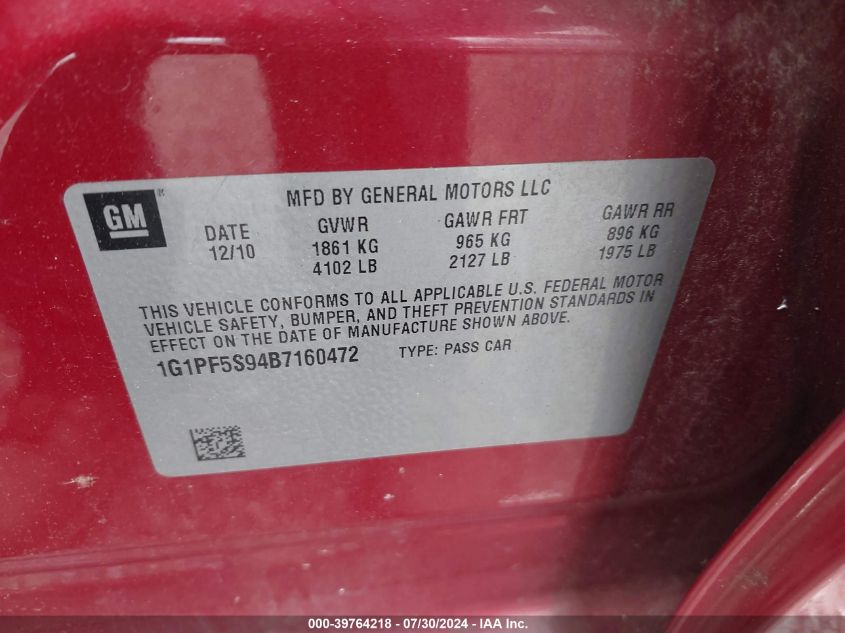 GM®
MFD BY GENERAL MOTORS LLC
DATE GVWR GAWR FRT GAWR RR
12/10 1861 KG 965 KG 896 KG
4102 LB 2127 LB 1975 LB
THIS VEHICLE CONFORMS TO ALL APPLICABLE U.S. FEDERAL MOTOR
VEHICLE SAFETY, BUMPER, AND THEFT PREVENTION STANDARDS IN
EFFECT ON THE DATE OF MANUFACTURE SHOWN ABOVE.
1G1PF5S94B7160472 TYPE: PASS CAR
000-39764218 - 07/30/2024 - IAA Inc.